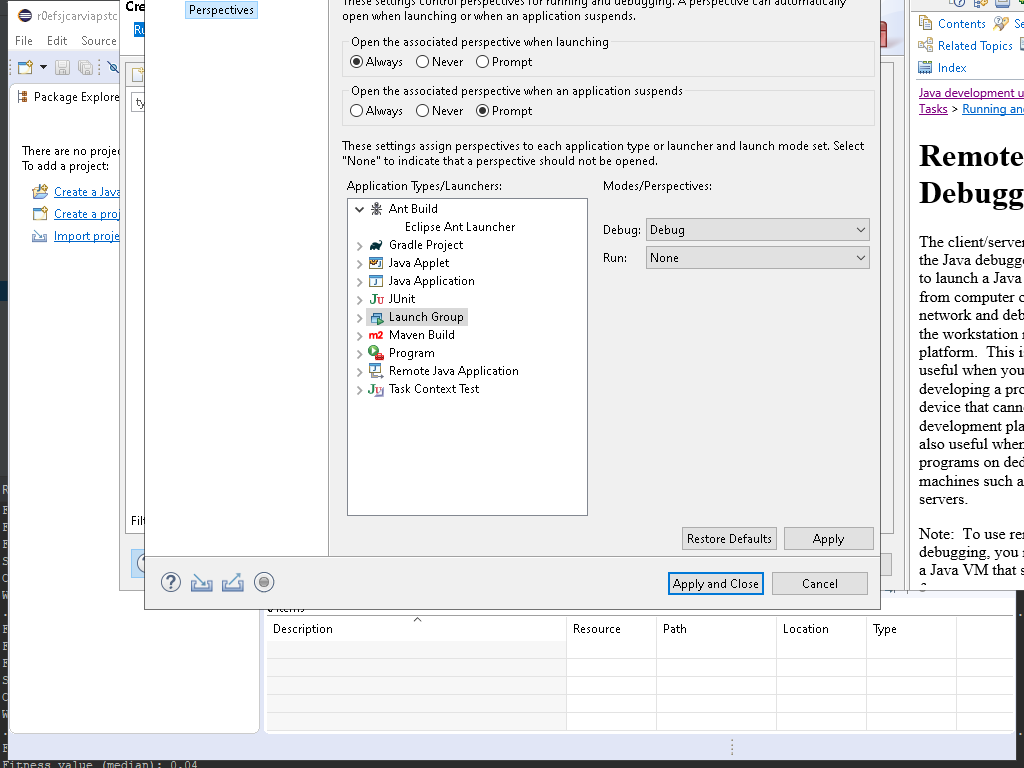 r0efsjcarviapstc
File Edit Source
Package Explore
There are no proje
To add a project:
Create a Java
Create a proj
Import proje
Cre
Ru
ty
Filt
Perspectives
These settings control perspectives for running and debugging. A perspective can automatically
open when launching or when an application suspends.
Open the associated perspective when launching
Always Never Prompt
Open the associated perspective when an application suspends
Always Never Prompt
These settings assign perspectives to each application type or launcher and launch mode set. Select
"None" to indicate that a perspective should not be opened.
Application Types/Launchers:
Modes/Perspectives:
Ant Build
Eclipse Ant Launcher
Gradle Project
Java Applet
Java Application
JUnit
Launch Group
Maven Build
Program
Remote Java Application
Task Context Test
Debug: Debug
Run: None
Restore Defaults Apply
Apply and Close Cancel
Contents Se
Related Topics
Index
Java development u
Tasks > Running and
Remote
Debugg
The client/server
the Java debugge
to launch a Java
from computer o
network and deb
the workstation r
platform. This is
useful when you
developing a pro
device that canno
development pla
also useful when
programs on ded
machines such a
servers.
Note: To use rem
debugging, you m
a Java VM that s
Description Resource Path Location Type
Fitness value (median): 0.04